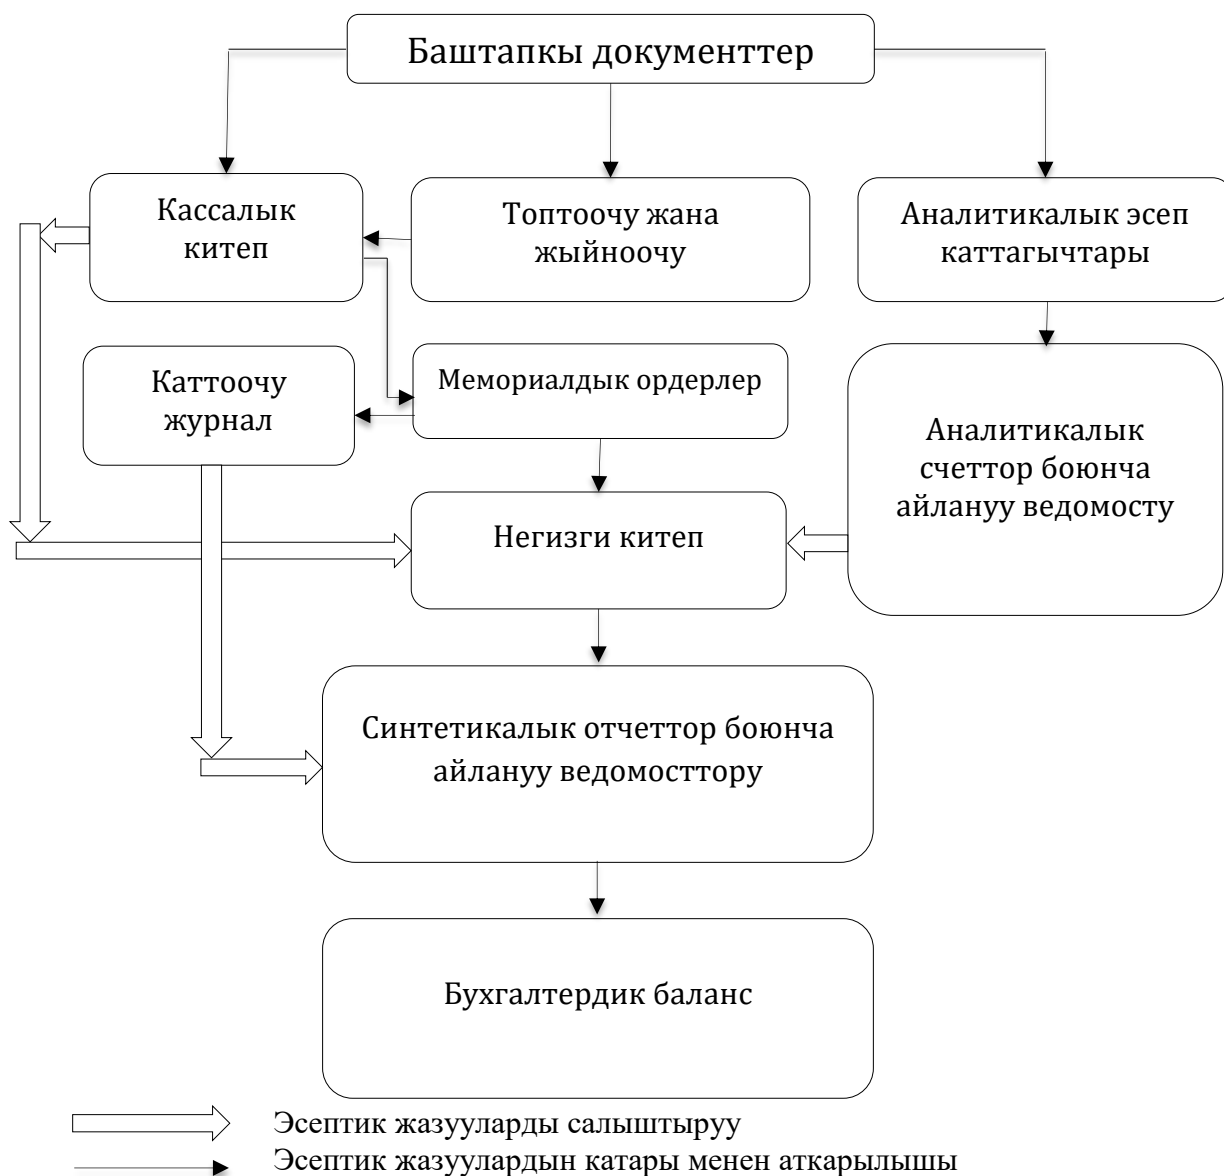 Баштапкы документтер
Кассалык
китеп
Топтоочу жана
жыйноочу
Аналитикалык эсеп
каттагычтары
Каттоочу
журнал
Мемориалдык ордерлер
Аналитикалык
счеттор боюнча
айлануу ведомосту
Негизги китеп
Синтетикалык отчеттор боюнча
айлануу ведомосттору
Бухгалтердик баланс
Эсептик жазууларды салыштыруу
Эсептик жазуулардын катары менен аткарылышы